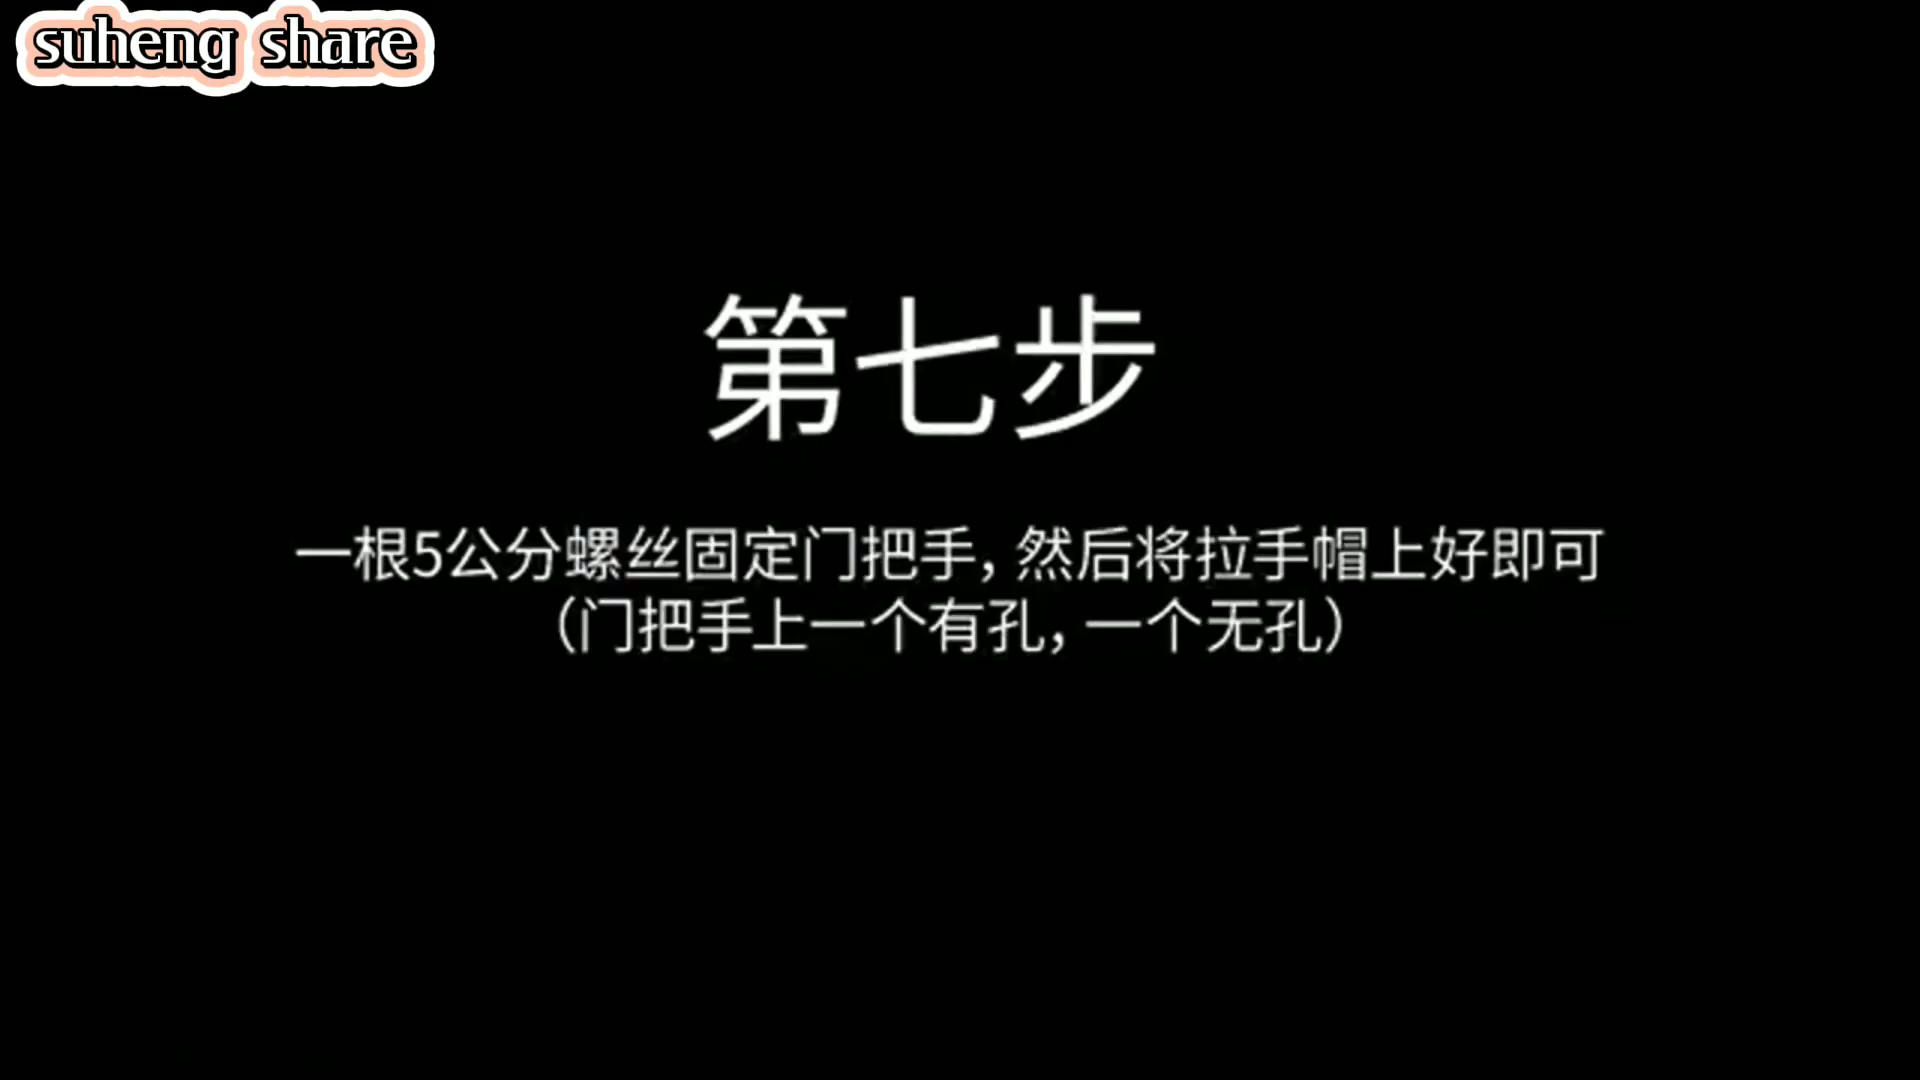 suheng share
第七步
一根5公分螺丝固定门把手，然后将拉手帽上好即可
（门把手上一个有孔，一个无孔）